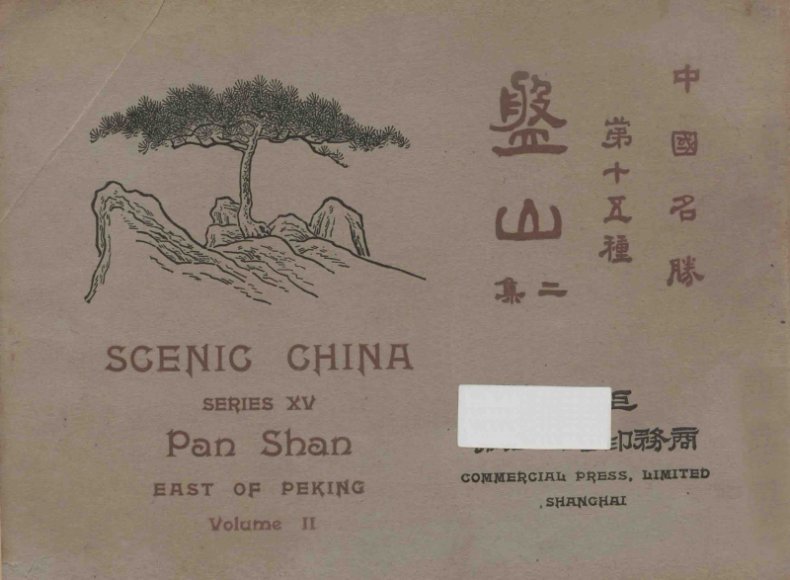 中國名勝
第十五種
盤山
二集
SCENIC CHINA
SERIES XV
Pan Shan
EAST OF PEKING
Volume II
商務印
COMMERCIAL PRESS, LIMITED
SHANGHAI